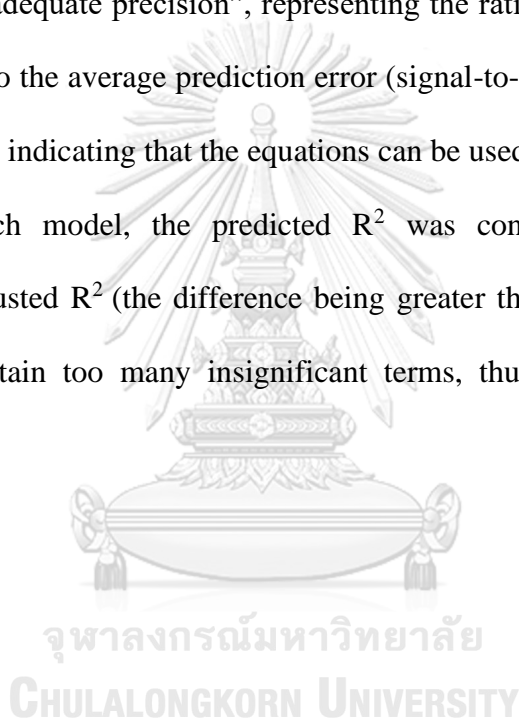 adequate precision", representing the rati
o the average prediction error (signal-to-
indicating that the equations can be used
ch model, the predicted R² was con
usted R² (the difference being greater th
tain too many insignificant terms, thu
จุฬาลงกรณ์มหาวิทยาลัย
CHULALONGKORN UNIVERSITY